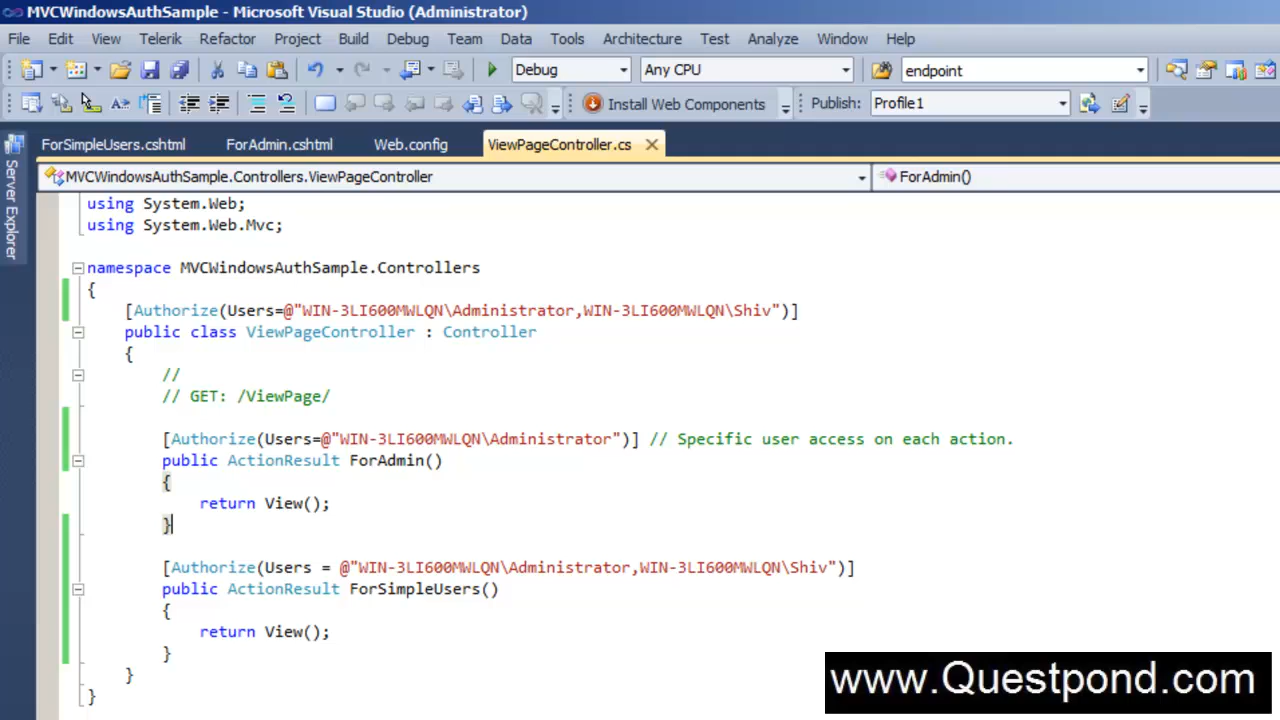 MVCWindowsAuthSample - Microsoft Visual Studio (Administrator)
File Edit View Telerik Refactor Project Build Debug Team Data Tools Architecture Test Analyze Window Help
Debug Any CPU endpoint
Install Web Components Publish: Profile1
ForSimpleUsers.cshtml ForAdmin.cshtml Web.config ViewPageController.cs
Server Explorer
MVCWindowsAuthSample.Controllers.ViewPageController ForAdmin()
using System.Web;
using System.Web.Mvc;
namespace MVCWindowsAuthSample.Controllers
{
[Authorize(Users=@"WIN-3LI600MWLQN\Administrator,WIN-3LI600MWLQN\Shiv")]
public class ViewPageController : Controller
{
//
// GET: /ViewPage/
[Authorize(Users=@"WIN-3LI600MWLQN\Administrator")] // Specific user access on each action.
public ActionResult ForAdmin()
{
return View();
}
[Authorize(Users = @"WIN-3LI600MWLQN\Administrator,WIN-3LI600MWLQN\Shiv")]
public ActionResult ForSimpleUsers()
{
return View();
}
}
}
www.Questpond.com